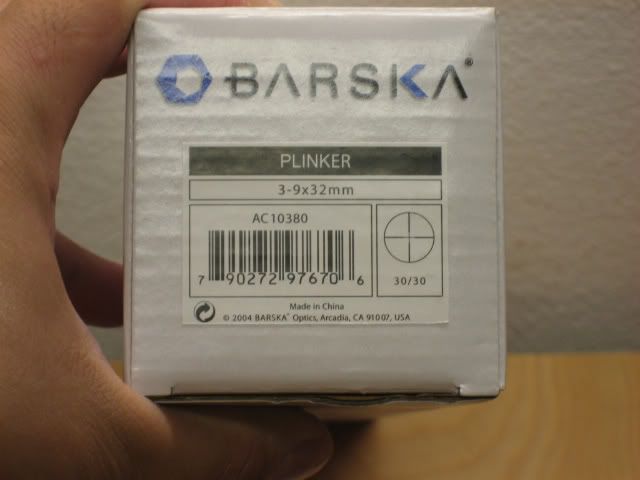 BARSKA®
PLINKER
3-9x32mm
AC10380
7 90272 97670 6
30/30
Made in China
© 2004 BARSKA® Optics, Arcadia, CA 91007, USA